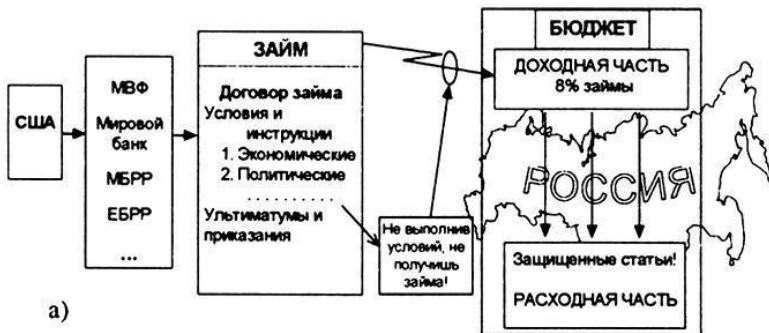 США
МВФ
Мировой
банк
МБРР
ЕБРР
...
ЗАЙМ
Договор займа
Условия и
инструкции
1. Экономические
2. Политические
. . . . . . . . . .
Ультиматумы и
приказания
Не выполнив
условий, не
получишь
займа!
БЮДЖЕТ
ДОХОДНАЯ ЧАСТЬ
8% займы
РОССИЯ
Защищенные статьи!
РАСХОДНАЯ ЧАСТЬ
а)